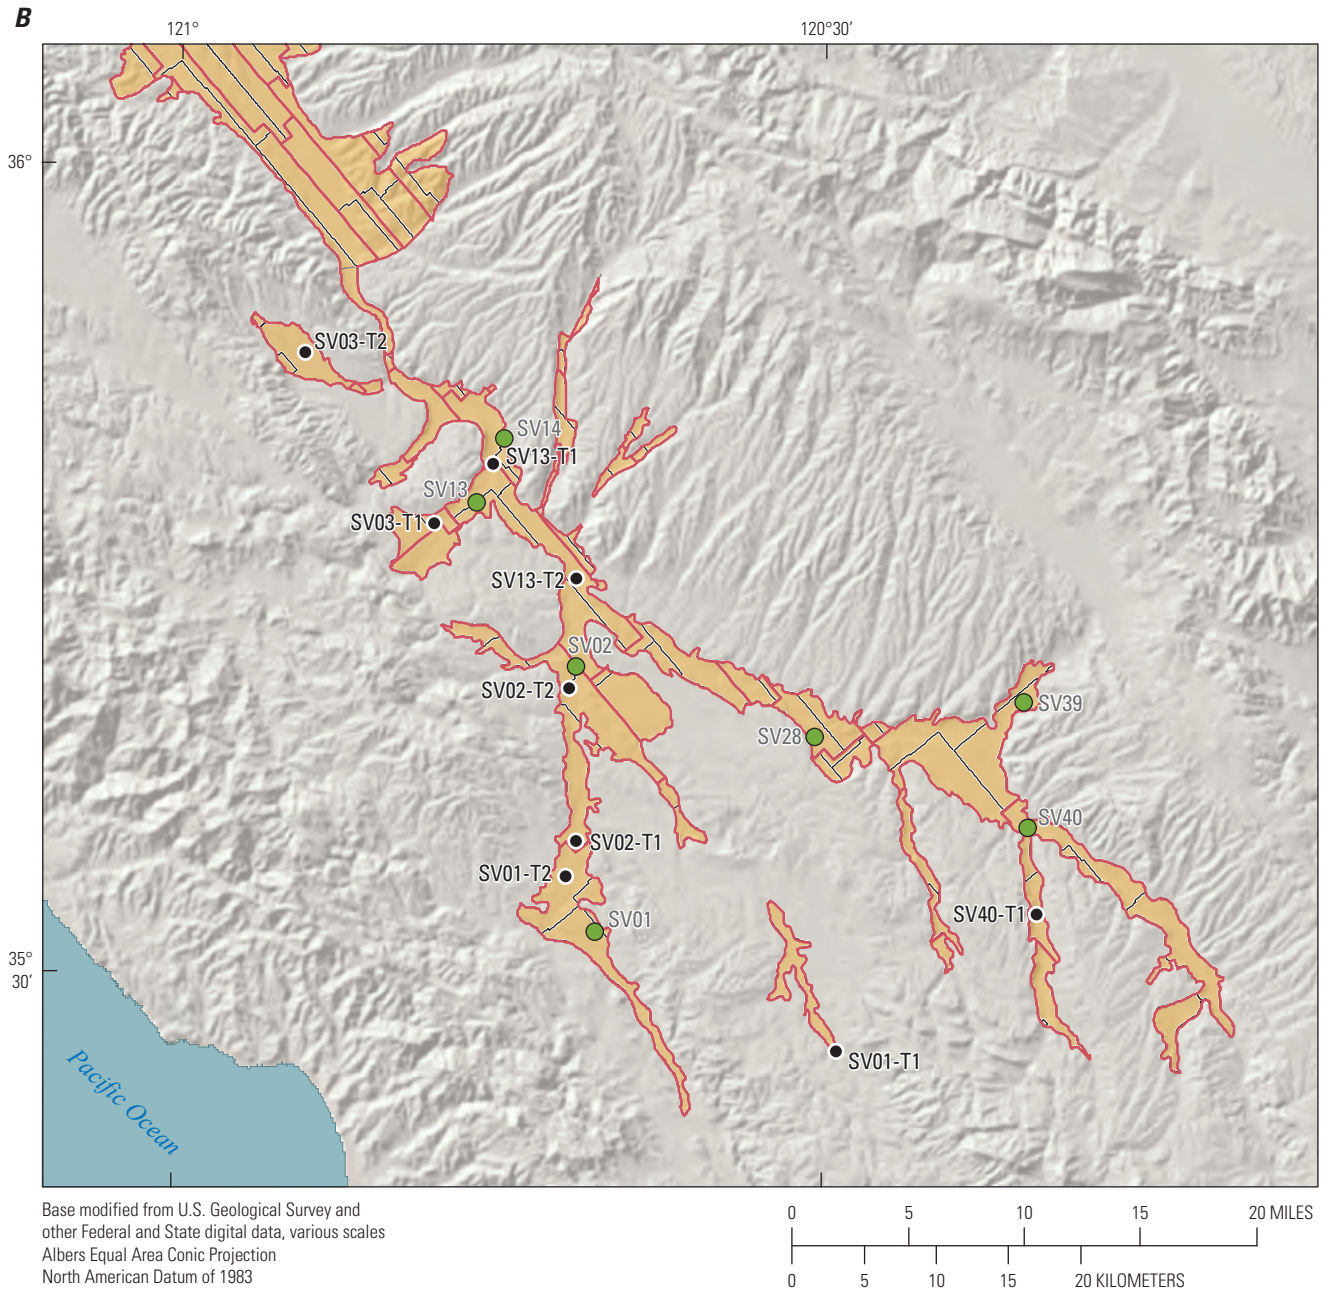 B
121°
120°30′
36°
SV03-T2
SV14
SV13-T1
SV13
SV03-T1
SV13-T2
SV02
SV02-T2
SV39
SV28
SV40
SV02-T1
SV01-T2
SV40-T1
SV01
35°
30′
SV01-T1
Pacific Ocean
Base modified from U.S. Geological Survey and
other Federal and State digital data, various scales
Albers Equal Area Conic Projection
North American Datum of 1983
0 5 10 15 20 MILES
0 5 10 15 20 KILOMETERS